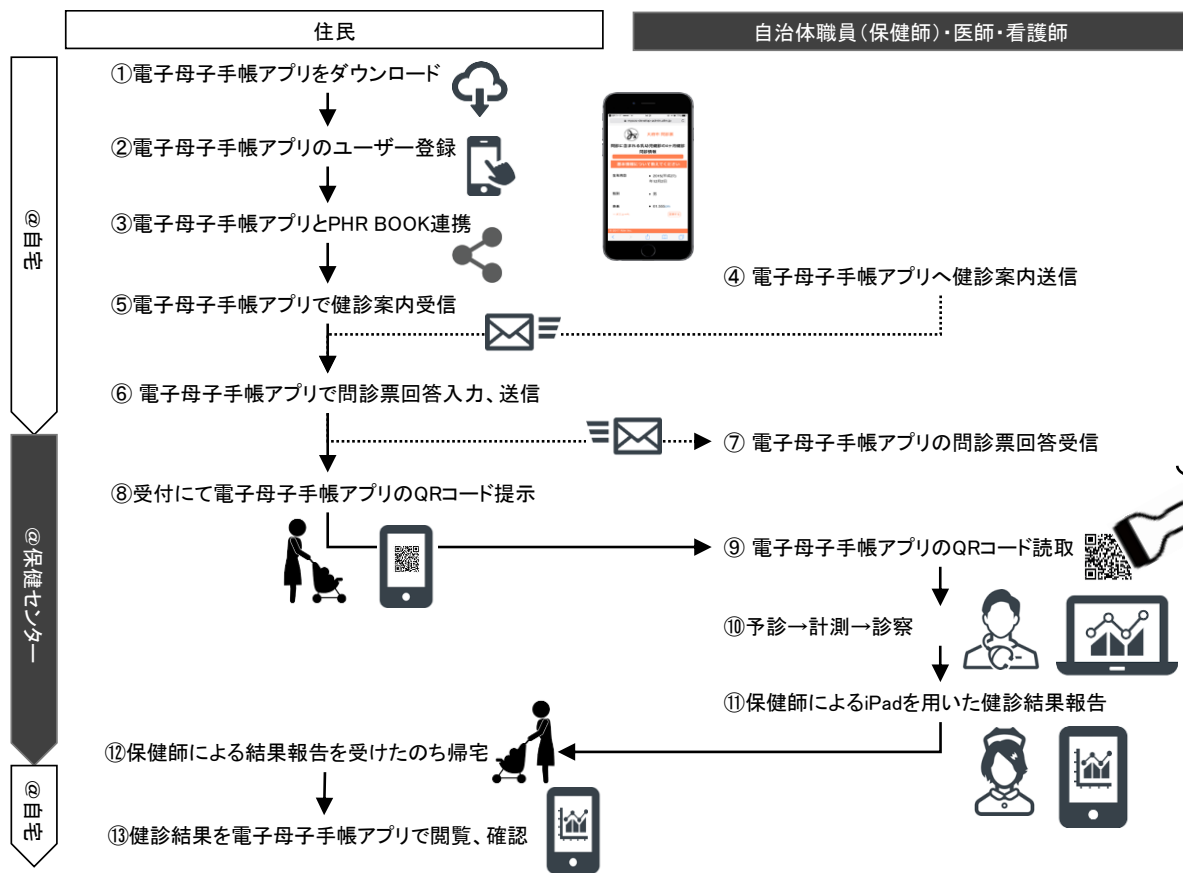 住民
自治体職員(保健師)・医師・看護師
@自宅
①電子母子手帳アプリをダウンロード
②電子母子手帳アプリのユーザー登録
③電子母子手帳アプリとPHR BOOK連携
④ 電子母子手帳アプリへ健診案内送信
⑤電子母子手帳アプリで健診案内受信
⑥ 電子母子手帳アプリで問診票回答入力、送信
⑦ 電子母子手帳アプリの問診票回答受信
@保健センター
⑧受付にて電子母子手帳アプリのQRコード提示
⑨ 電子母子手帳アプリのQRコード読取
⑩予診→計測→診察
⑪保健師によるiPadを用いた健診結果報告
⑫保健師による結果報告を受けたのち帰宅
@自宅
⑬健診結果を電子母子手帳アプリで閲覧、確認